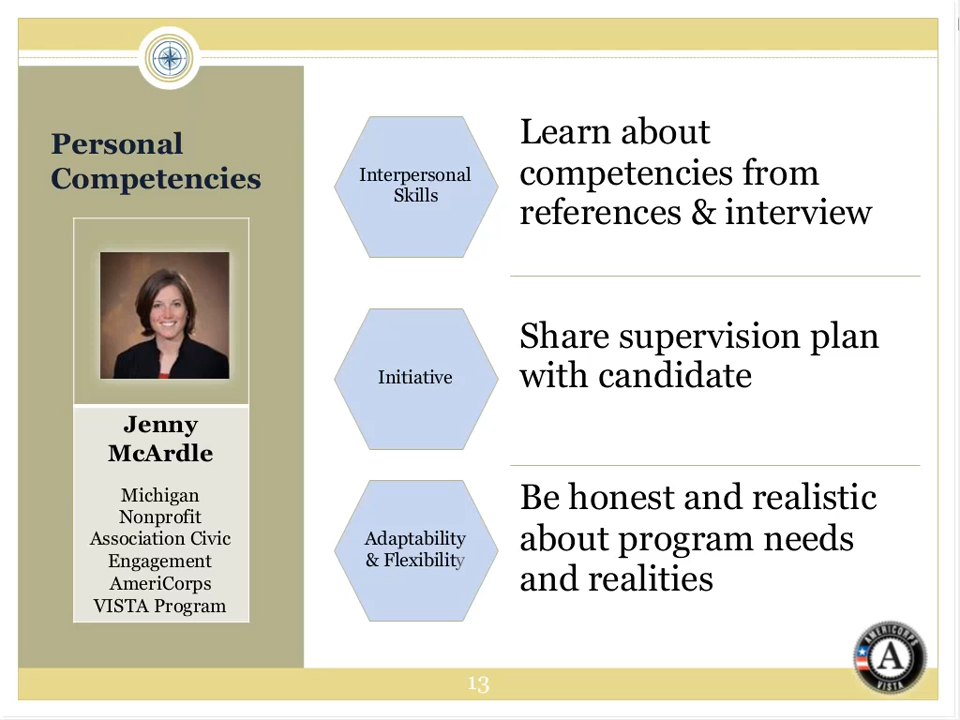 Personal
Competencies
Jenny
McArdle
Michigan
Nonprofit
Association Civic
Engagement
AmeriCorps
VISTA Program
Interpersonal
Skills
Learn about
competencies from
references & interview
Initiative
Share supervision plan
with candidate
Adaptability
& Flexibility
Be honest and realistic
about program needs
and realities
13
AMERICORPS
A
VISTA